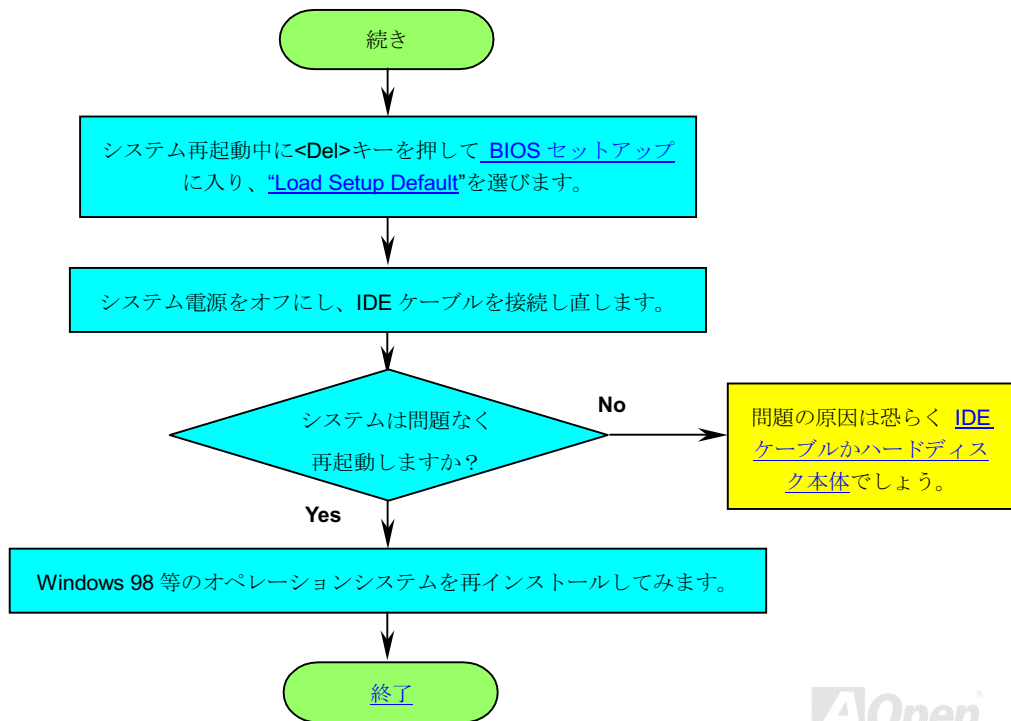 続き
システム再起動中に<Del>キーを押して BIOS セットアップ
に入り、“Load Setup Default”を選びます。
システム電源をオフにし、IDE ケーブルを接続し直します。
システムは問題なく
再起動しますか？
No
問題の原因は恐らく IDE
ケーブルかハードディス
ク本体でしょう。
Yes
Windows 98 等のオペレーションシステムを再インストールしてみます。
終了
AOpen®